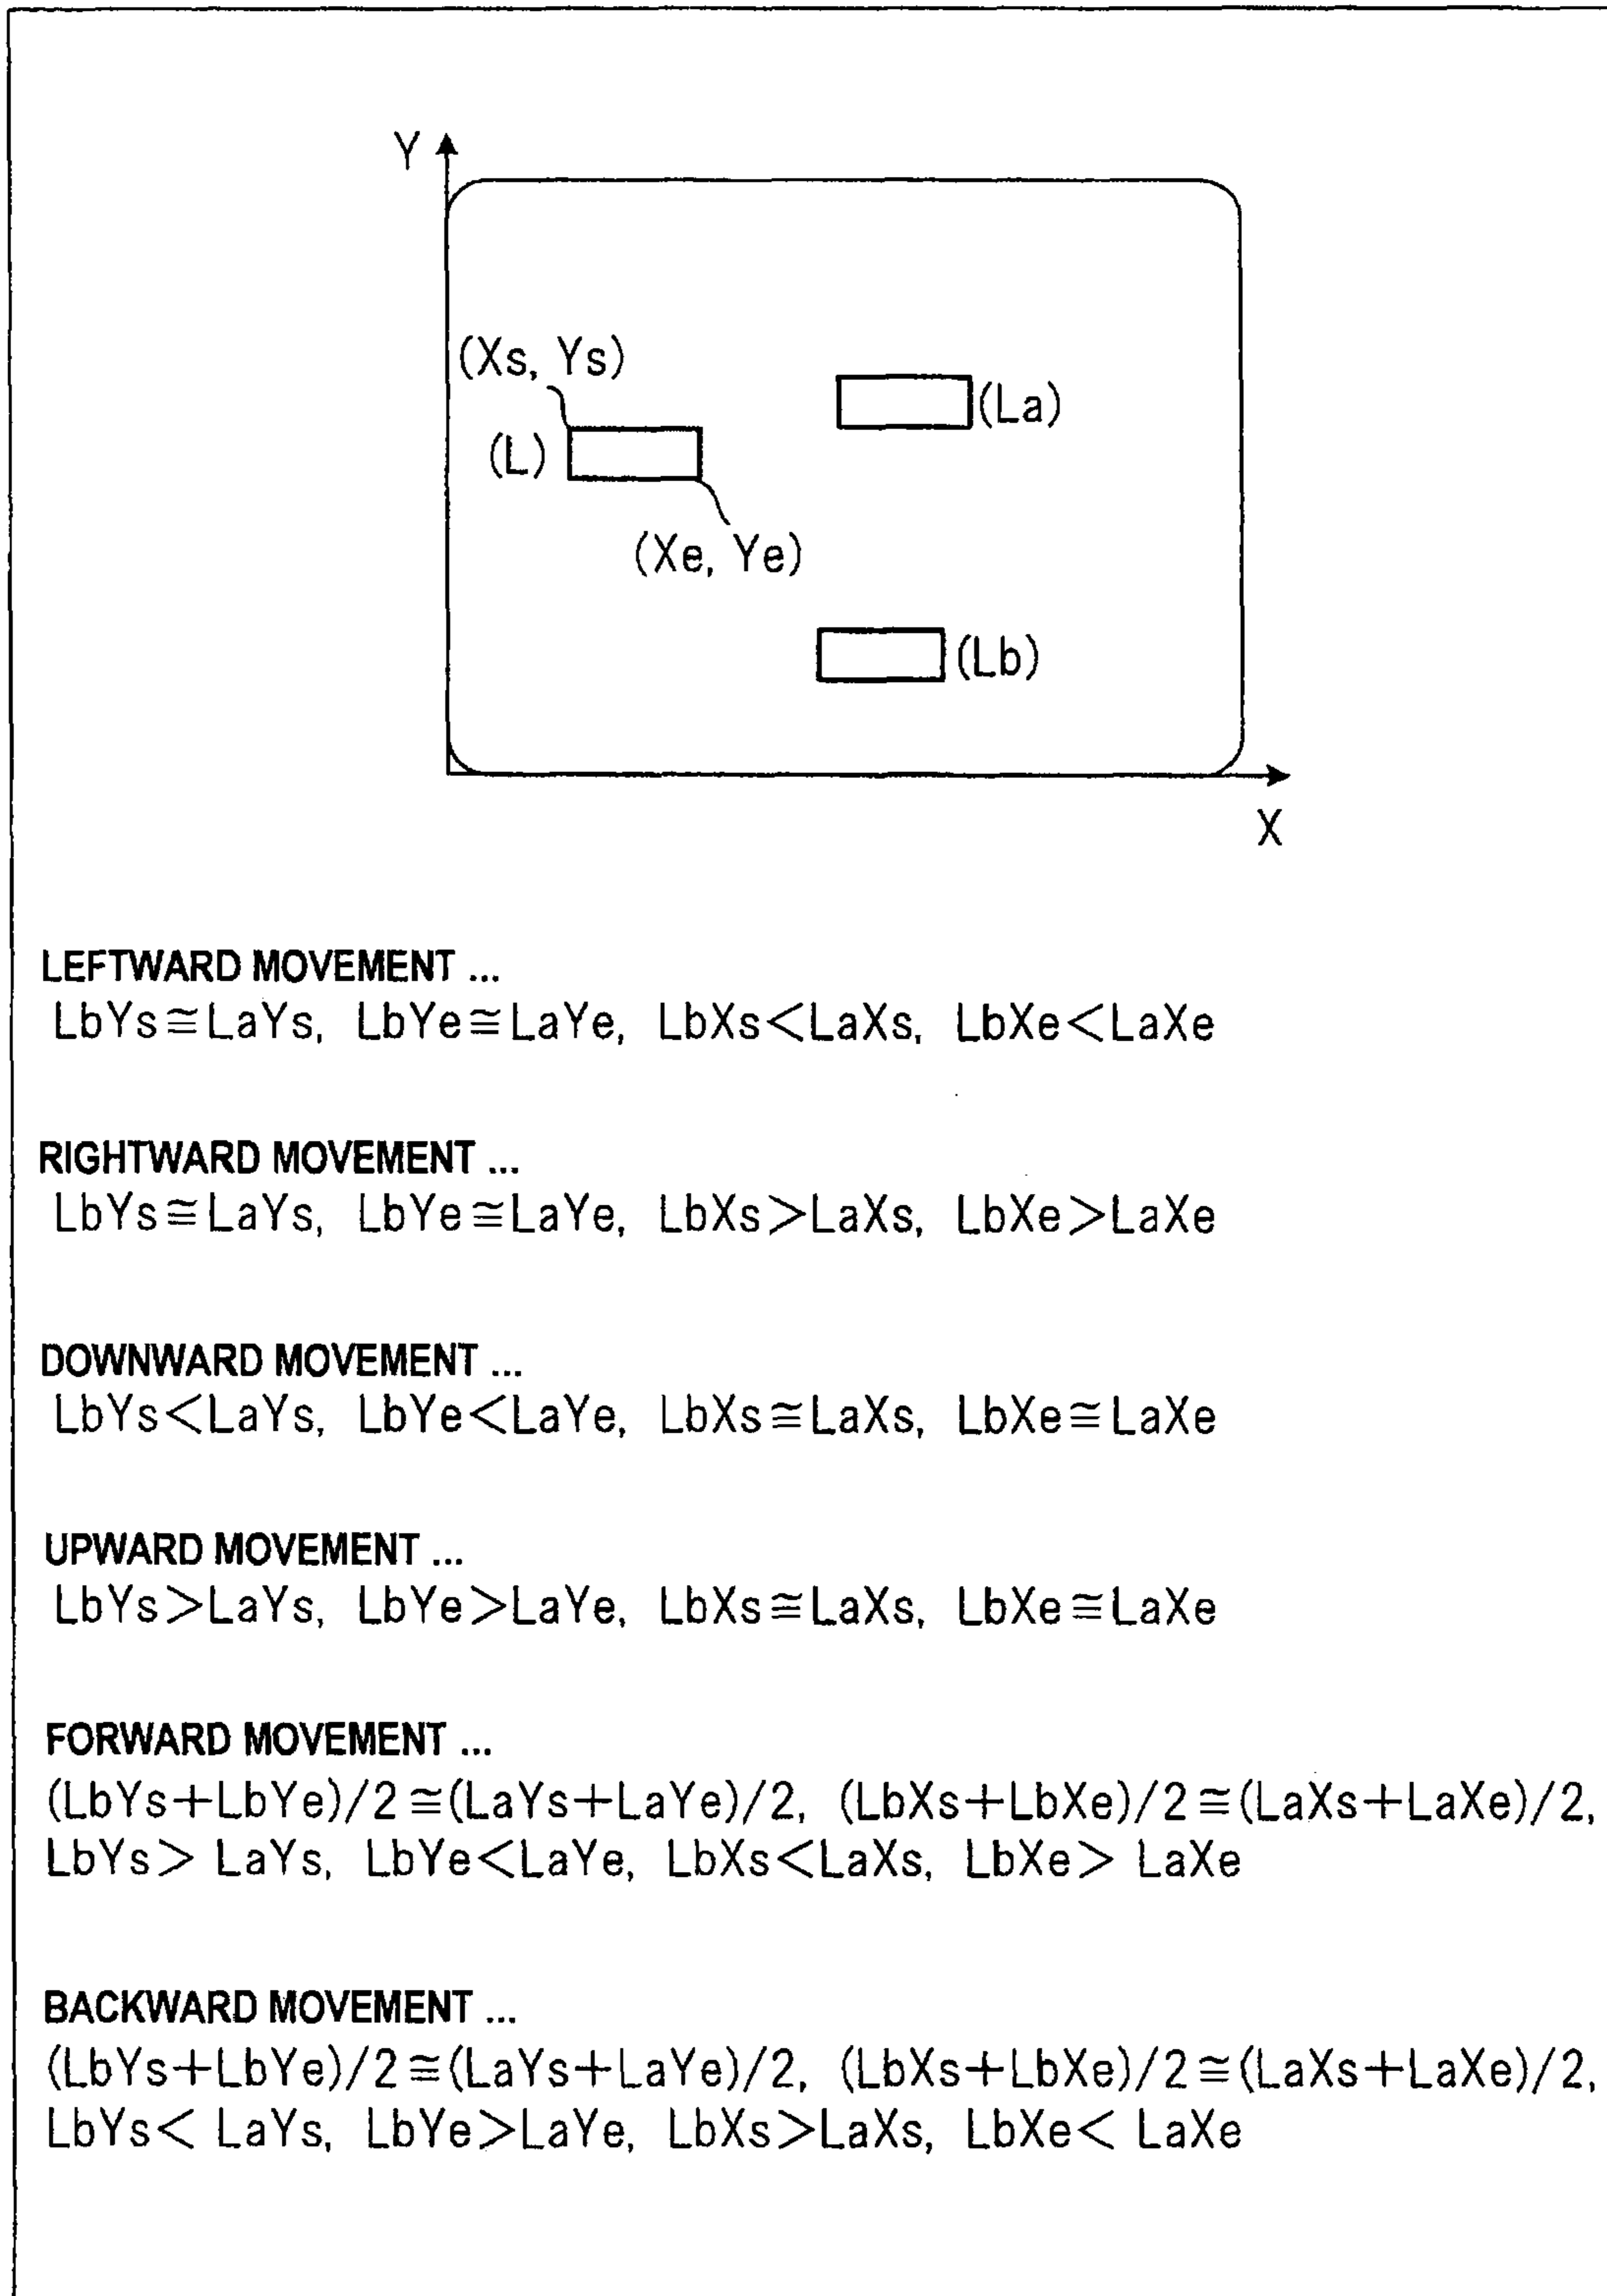 Y
(Xs, Ys)
(La)
(L)
(Xe, Ye)
(Lb)
X
LEFTWARD MOVEMENT ...
LbYs≅LaYs, LbYe≅LaYe, LbXs<LaXs, LbXe<LaXe
RIGHTWARD MOVEMENT ...
LbYs≅LaYs, LbYe≅LaYe, LbXs>LaXs, LbXe>LaXe
DOWNWARD MOVEMENT ...
LbYs<LaYs, LbYe<LaYe, LbXs≅LaXs, LbXe≅LaXe
UPWARD MOVEMENT ...
LbYs>LaYs, LbYe>LaYe, LbXs≅LaXs, LbXe≅LaXe
FORWARD MOVEMENT ...
(LbYs+LbYe)/2≅(LaYs+LaYe)/2, (LbXs+LbXe)/2≅(LaXs+LaXe)/2,
LbYs> LaYs, LbYe<LaYe, LbXs<LaXs, LbXe> LaXe
BACKWARD MOVEMENT ...
(LbYs+LbYe)/2≅(LaYs+LaYe)/2, (LbXs+LbXe)/2≅(LaXs+LaXe)/2,
LbYs< LaYs, LbYe>LaYe, LbXs>LaXs, LbXe< LaXe